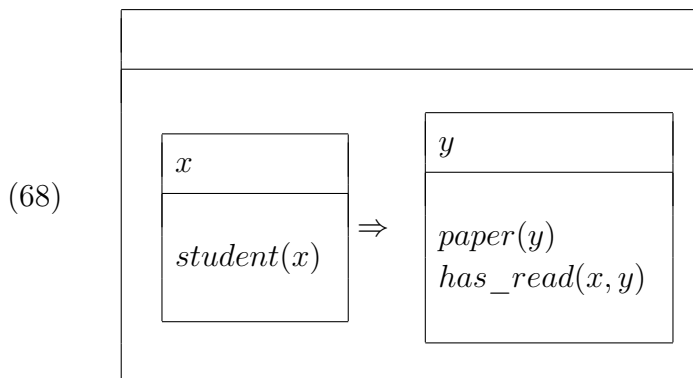 (68)
x
student(x)
⇒
y
paper(y)
has_read(x, y)